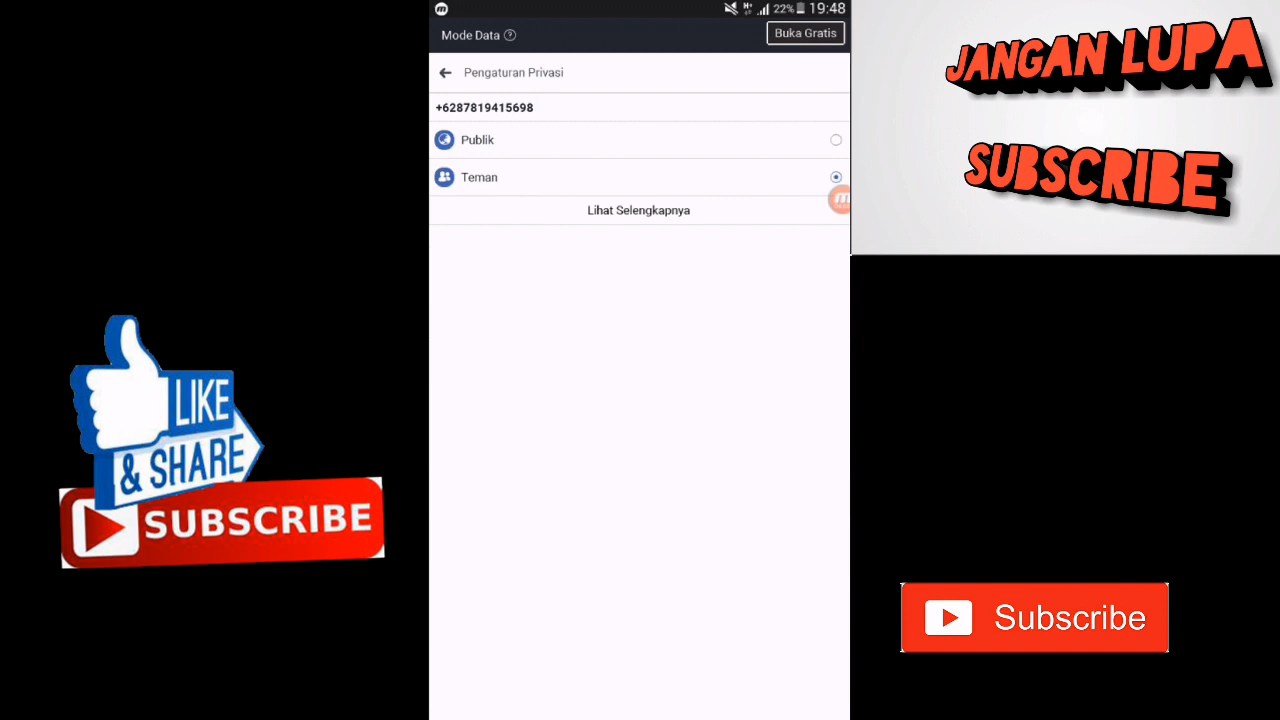 22% 19:48
Mode Data ?
Buka Gratis
Pengaturan Privasi
+6287819415698
Publik
Teman
Lihat Selengkapnya
JANGAN LUPA
SUBSCRIBE
LIKE
& SHARE
SUBSCRIBE
Subscribe